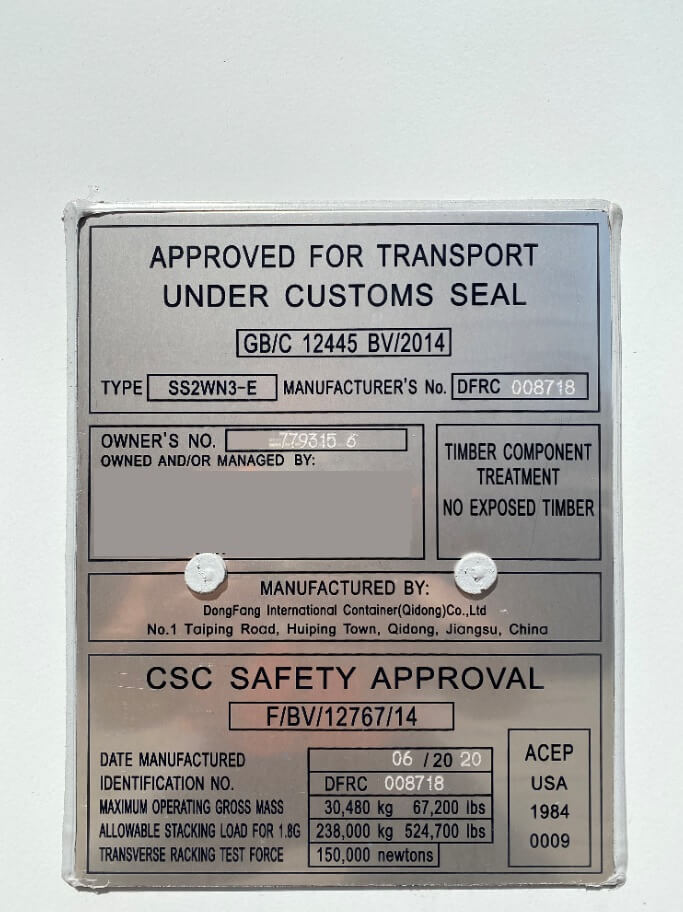 APPROVED FOR TRANSPORT
UNDER CUSTOMS SEAL
GB/C 12445 BV/2014
TYPE SS2WN3-E MANUFACTURER'S No. DFRC 008718
OWNER'S NO. 779315 6
OWNED AND/OR MANAGED BY:
TIMBER COMPONENT
TREATMENT
NO EXPOSED TIMBER
MANUFACTURED BY:
DongFang International Container(Qidong)Co.,Ltd
No.1 Taiping Road, Huiping Town, Qidong, Jiangsu, China
CSC SAFETY APPROVAL
F/BV/12767/14
DATE MANUFACTURED 06 / 20 20
IDENTIFICATION NO. DFRC 008718
MAXIMUM OPERATING GROSS MASS 30,480 kg 67,200 lbs
ALLOWABLE STACKING LOAD FOR 1.8G 238,000 kg 524,700 lbs
TRANSVERSE RACKING TEST FORCE 150,000 newtons
ACEP
USA
1984
0009